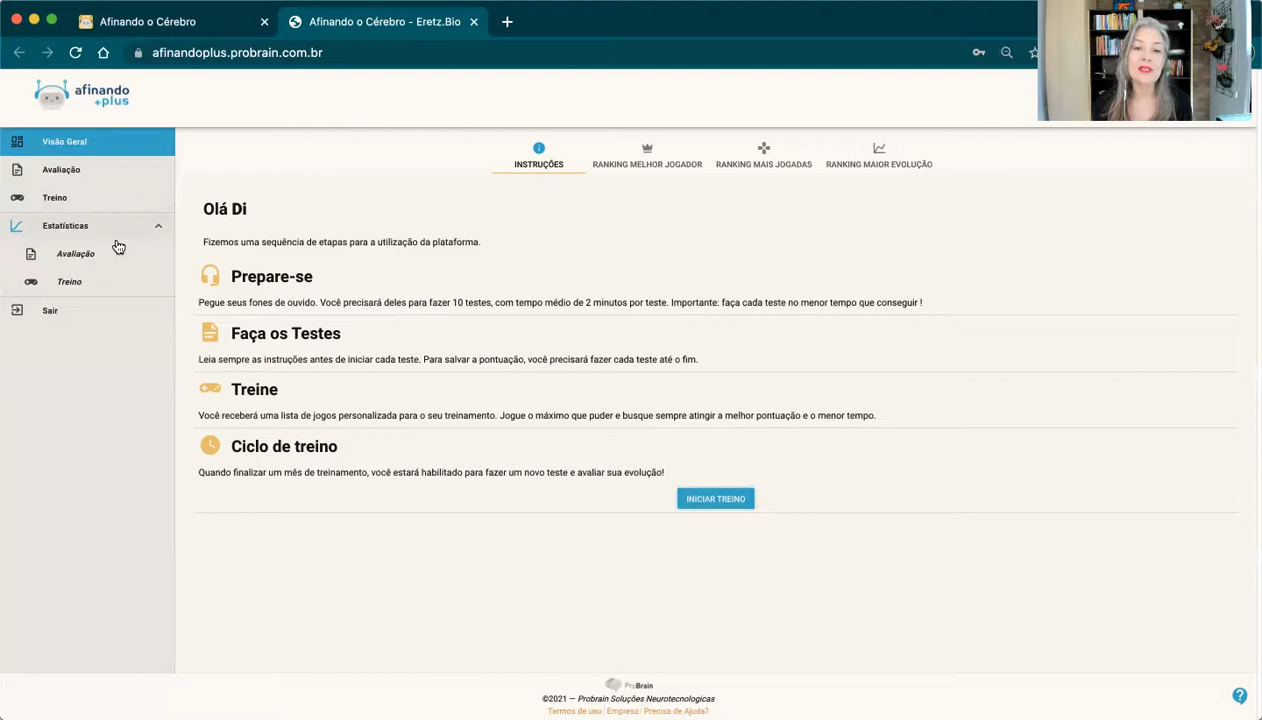 Afinando o Cérebro
Afinando o Cérebro - Eretz.Bio
afinandoplus.probrain.com.br
afinando
+plus
Visão Geral
Avaliação
Treino
Estatísticas
Avaliação
Treino
Sair
INSTRUÇÕES
RANKING MELHOR JOGADOR
RANKING MAIS JOGADAS
RANKING MAIOR EVOLUÇÃO
Olá Di
Fizemos uma sequência de etapas para a utilização da plataforma.
Prepare-se
Pegue seus fones de ouvido. Você precisará deles para fazer 10 testes, com tempo médio de 2 minutos por teste. Importante: faça cada teste no menor tempo que conseguir !
Faça os Testes
Leia sempre as instruções antes de iniciar cada teste. Para salvar a pontuação, você precisará fazer cada teste até o fim.
Treine
Você receberá uma lista de jogos personalizada para o seu treinamento. Jogue o máximo que puder e busque sempre atingir a melhor pontuação e o menor tempo.
Ciclo de treino
Quando finalizar um mês de treinamento, você estará habilitado para fazer um novo teste e avaliar sua evolução!
INICIAR TREINO
ProBrain
©2021 — Probrain Soluções Neurotecnologicas
Termos de uso | Empresa | Precisa de Ajuda?